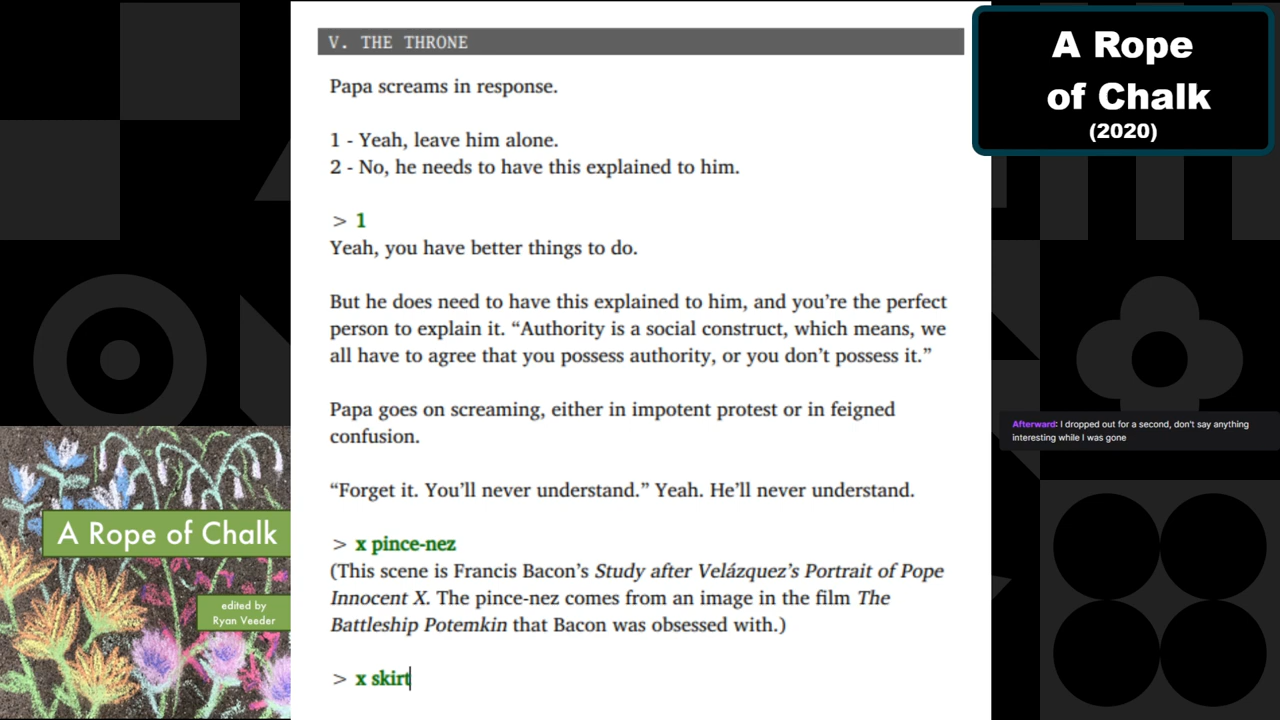 V. THE THRONE
Papa screams in response.
1 - Yeah, leave him alone.
2 - No, he needs to have this explained to him.
> 1
Yeah, you have better things to do.
But he does need to have this explained to him, and you’re the perfect
person to explain it. “Authority is a social construct, which means, we
all have to agree that you possess authority, or you don’t possess it.”
Papa goes on screaming, either in impotent protest or in feigned
confusion.
“Forget it. You’ll never understand.” Yeah. He’ll never understand.
> x pince-nez
(This scene is Francis Bacon’s Study after Velázquez’s Portrait of Pope
Innocent X. The pince-nez comes from an image in the film The
Battleship Potemkin that Bacon was obsessed with.)
> x skirt
A Rope
of Chalk
(2020)
Afterward: I dropped out for a second, don't say anything
interesting while I was gone
A Rope of Chalk
edited by
Ryan Veeder